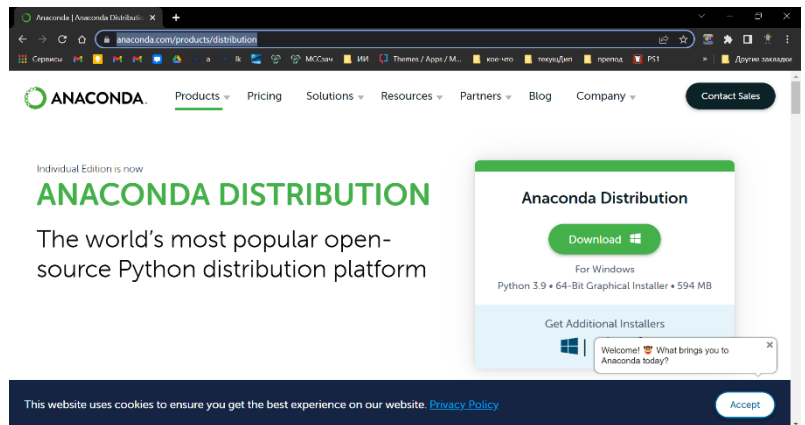 Anaconda | Anaconda Distributio
anaconda.com/products/distribution
Сервисы a lk МССзан ИИ Themes / Apps / M... кое-что текущДип препод PS1 » Другие закладки
ANACONDA. Products Pricing Solutions Resources Partners Blog Company Contact Sales
Individual Edition is now
ANACONDA DISTRIBUTION
The world's most popular open-
source Python distribution platform
Anaconda Distribution
Download
For Windows
Python 3.9 • 64-Bit Graphical Installer • 594 MB
Get Additional Installers
Welcome! What brings you to
Anaconda today?
This website uses cookies to ensure you get the best experience on our website. Privacy Policy
Accept